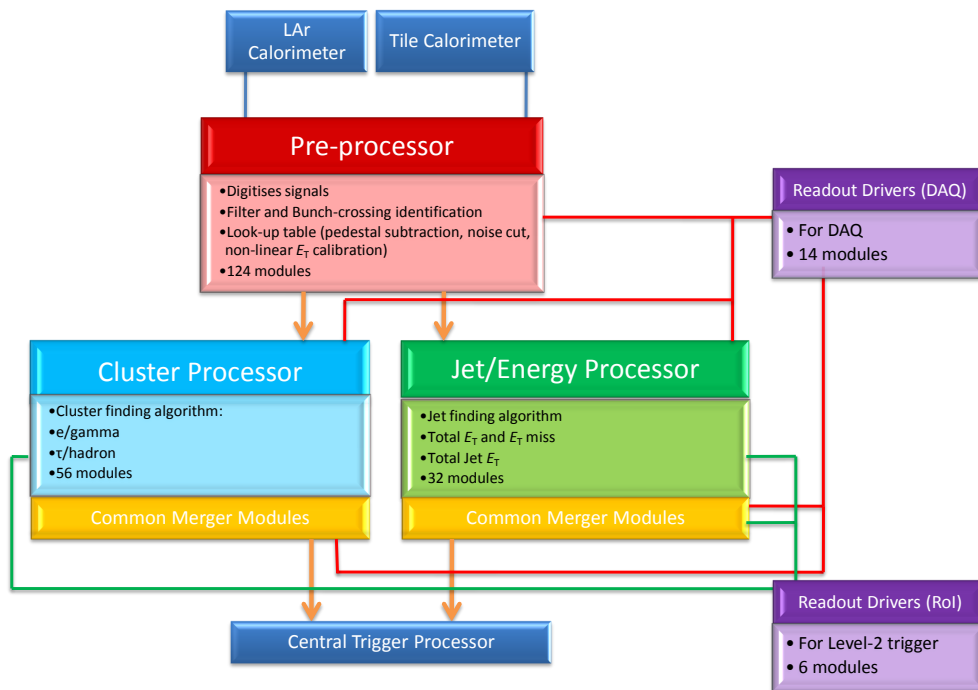 LAr
Calorimeter
Tile Calorimeter
Pre-processor
•Digitises signals
•Filter and Bunch-crossing identification
•Look-up table (pedestal subtraction, noise cut,
non-linear ET calibration)
•124 modules
Readout Drivers (DAQ)
• For DAQ
• 14 modules
Cluster Processor
•Cluster finding algorithm:
•e/gamma
•τ/hadron
•56 modules
Common Merger Modules
Jet/Energy Processor
•Jet finding algorithm
•Total ET and ET miss
•Total Jet ET
•32 modules
Common Merger Modules
Readout Drivers (RoI)
• For Level-2 trigger
• 6 modules
Central Trigger Processor